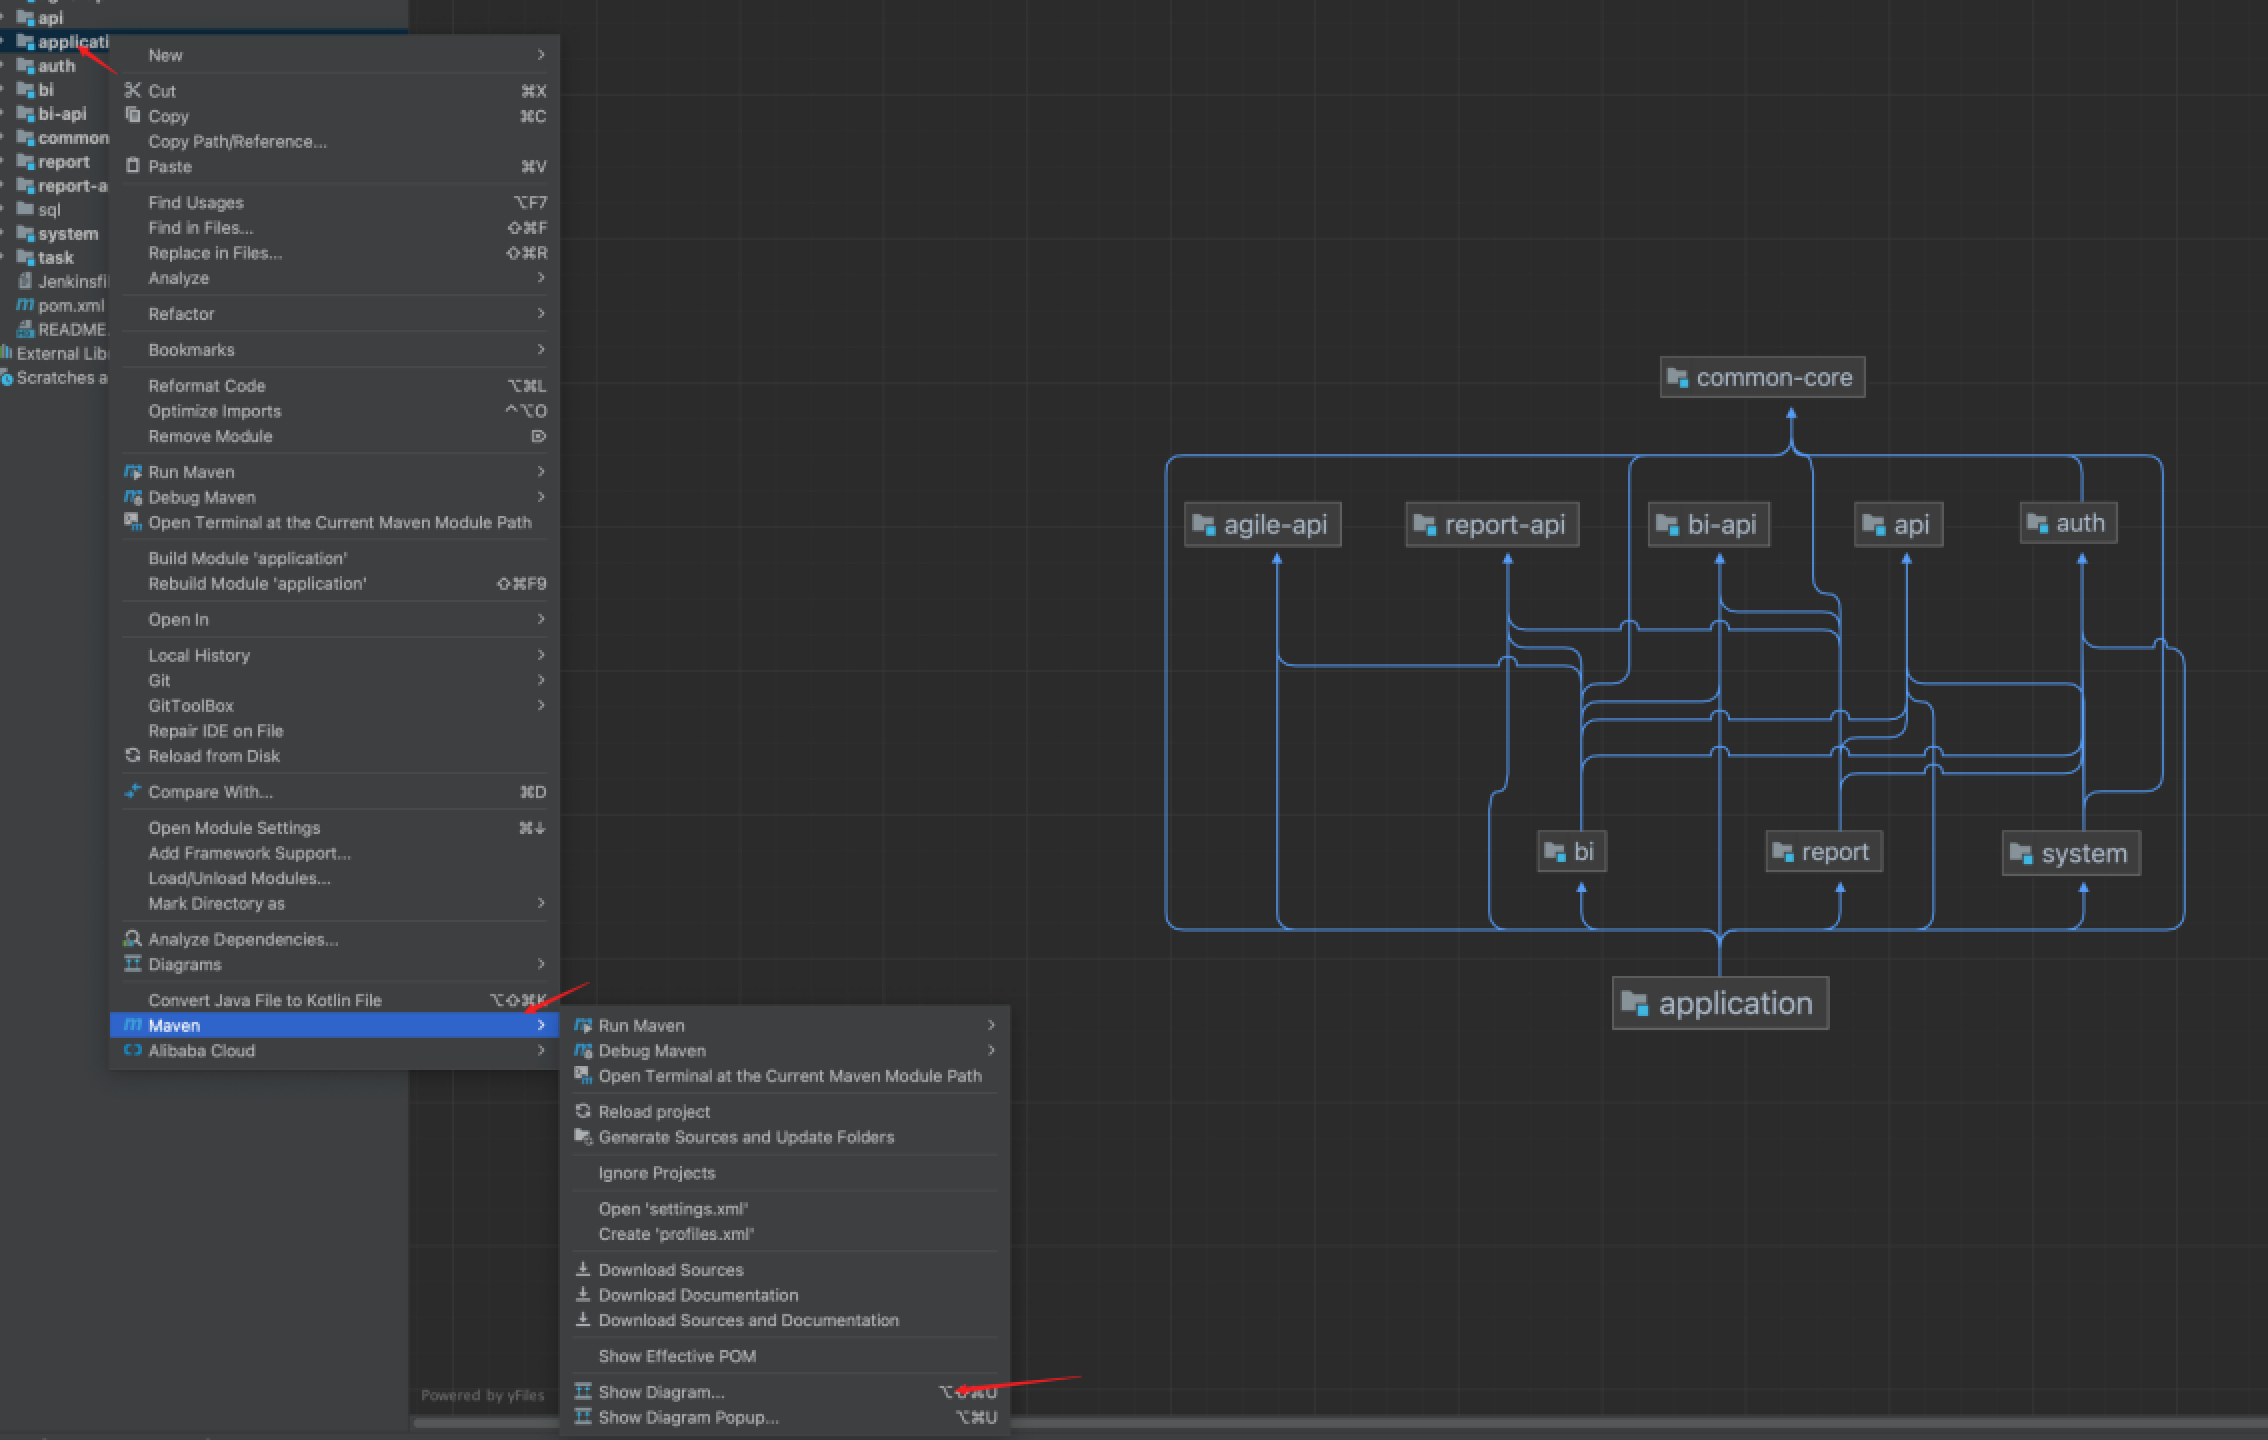 api
applicati
auth
bi
bi-api
common
report
report-a
sql
system
task
Jenkinsfil
pom.xml
README.
External Lib
Scratches a
New
Cut ⌘X
Copy ⌘C
Copy Path/Reference...
Paste ⌘V
Find Usages ⌥F7
Find in Files... ⇧⌘F
Replace in Files... ⇧⌘R
Analyze
Refactor
Bookmarks
Reformat Code ⌥⌘L
Optimize Imports ^⌥O
Remove Module ⌦
Run Maven
Debug Maven
Open Terminal at the Current Maven Module Path
Build Module 'application'
Rebuild Module 'application' ⇧⌘F9
Open In
Local History
Git
GitToolBox
Repair IDE on File
Reload from Disk
Compare With... ⌘D
Open Module Settings ⌘↓
Add Framework Support...
Load/Unload Modules...
Mark Directory as
Analyze Dependencies...
Diagrams
Convert Java File to Kotlin File ⌥⇧⌘K
Maven
Alibaba Cloud
Run Maven
Debug Maven
Open Terminal at the Current Maven Module Path
Reload project
Generate Sources and Update Folders
Ignore Projects
Open 'settings.xml'
Create 'profiles.xml'
Download Sources
Download Documentation
Download Sources and Documentation
Show Effective POM
Show Diagram... ⌥⇧⌘U
Show Diagram Popup... ⌥⌘U
Powered by yFiles
common-core
agile-api
report-api
bi-api
api
auth
bi
report
system
application